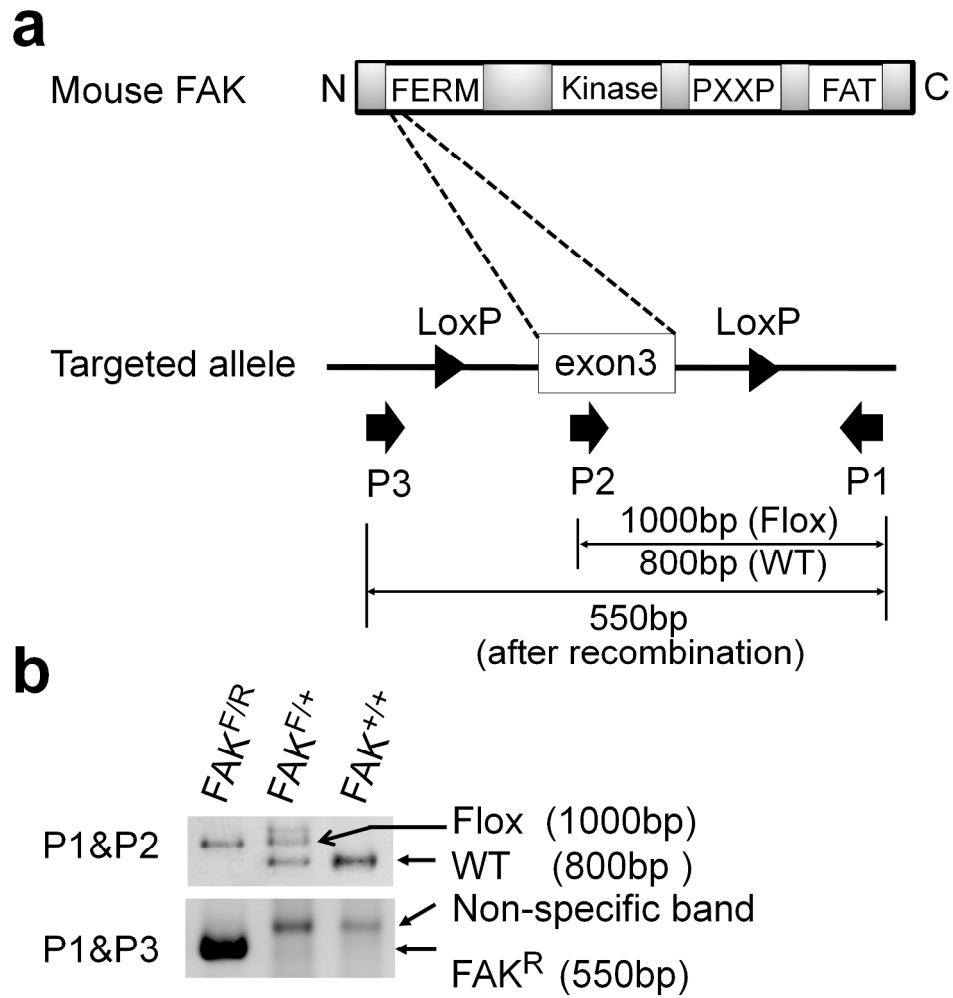 a
Mouse FAK N FERM Kinase PXXP FAT C
LoxP LoxP
Targeted allele exon3
P3 P2 P1
1000bp (Flox)
800bp (WT)
550bp
(after recombination)
b
FAK^F/R FAK^F/+ FAK^+/+
P1&P2 Flox (1000bp)
WT (800bp )
Non-specific band
P1&P3 FAK^R (550bp)